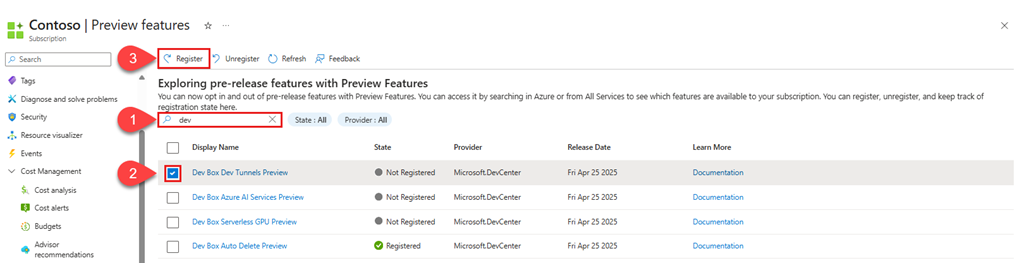 Contoso | Preview features
Subscription
Search
Tags
Diagnose and solve problems
Security
Resource visualizer
Events
Cost Management
Cost analysis
Cost alerts
Budgets
Advisor
recommendations
3
Register Unregister Refresh Feedback
Exploring pre-release features with Preview Features
You can now opt in and out of pre-release features with Preview Features. You can access it by searching in Azure or from All Services to see which features are available to your subscription. You can register, unregister, and keep track of
registration state here.
1
dev State : All Provider : All
Display Name State Provider Release Date Learn More
2
Dev Box Dev Tunnels Preview Not Registered Microsoft.DevCenter Fri Apr 25 2025 Documentation
Dev Box Azure AI Services Preview Not Registered Microsoft.DevCenter Fri Apr 25 2025 Documentation
Dev Box Serverless GPU Preview Not Registered Microsoft.DevCenter Fri Apr 25 2025 Documentation
Dev Box Auto Delete Preview Registered Microsoft.DevCenter Fri Apr 25 2025 Documentation